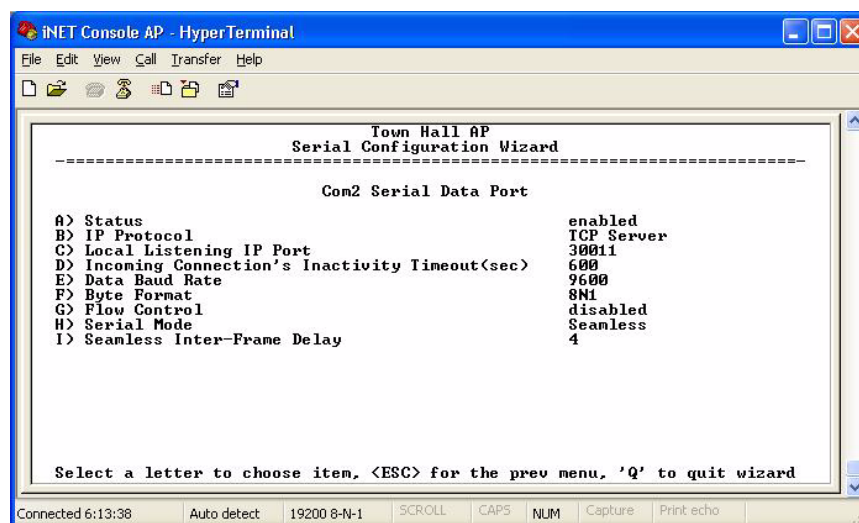 iNET Console AP - HyperTerminal
File Edit View Call Transfer Help
Town Hall AP
Serial Configuration Wizard
-==========================================================================-
Com2 Serial Data Port
A) Status enabled
B) IP Protocol TCP Server
C) Local Listening IP Port 30011
D) Incoming Connection's Inactivity Timeout(sec) 600
E) Data Baud Rate 9600
F) Byte Format 8N1
G) Flow Control disabled
H) Serial Mode Seamless
I) Seamless Inter-Frame Delay 4
Select a letter to choose item, <ESC> for the prev menu, 'Q' to quit wizard
Connected 6:13:38 Auto detect 19200 8-N-1 SCROLL CAPS NUM Capture Print echo